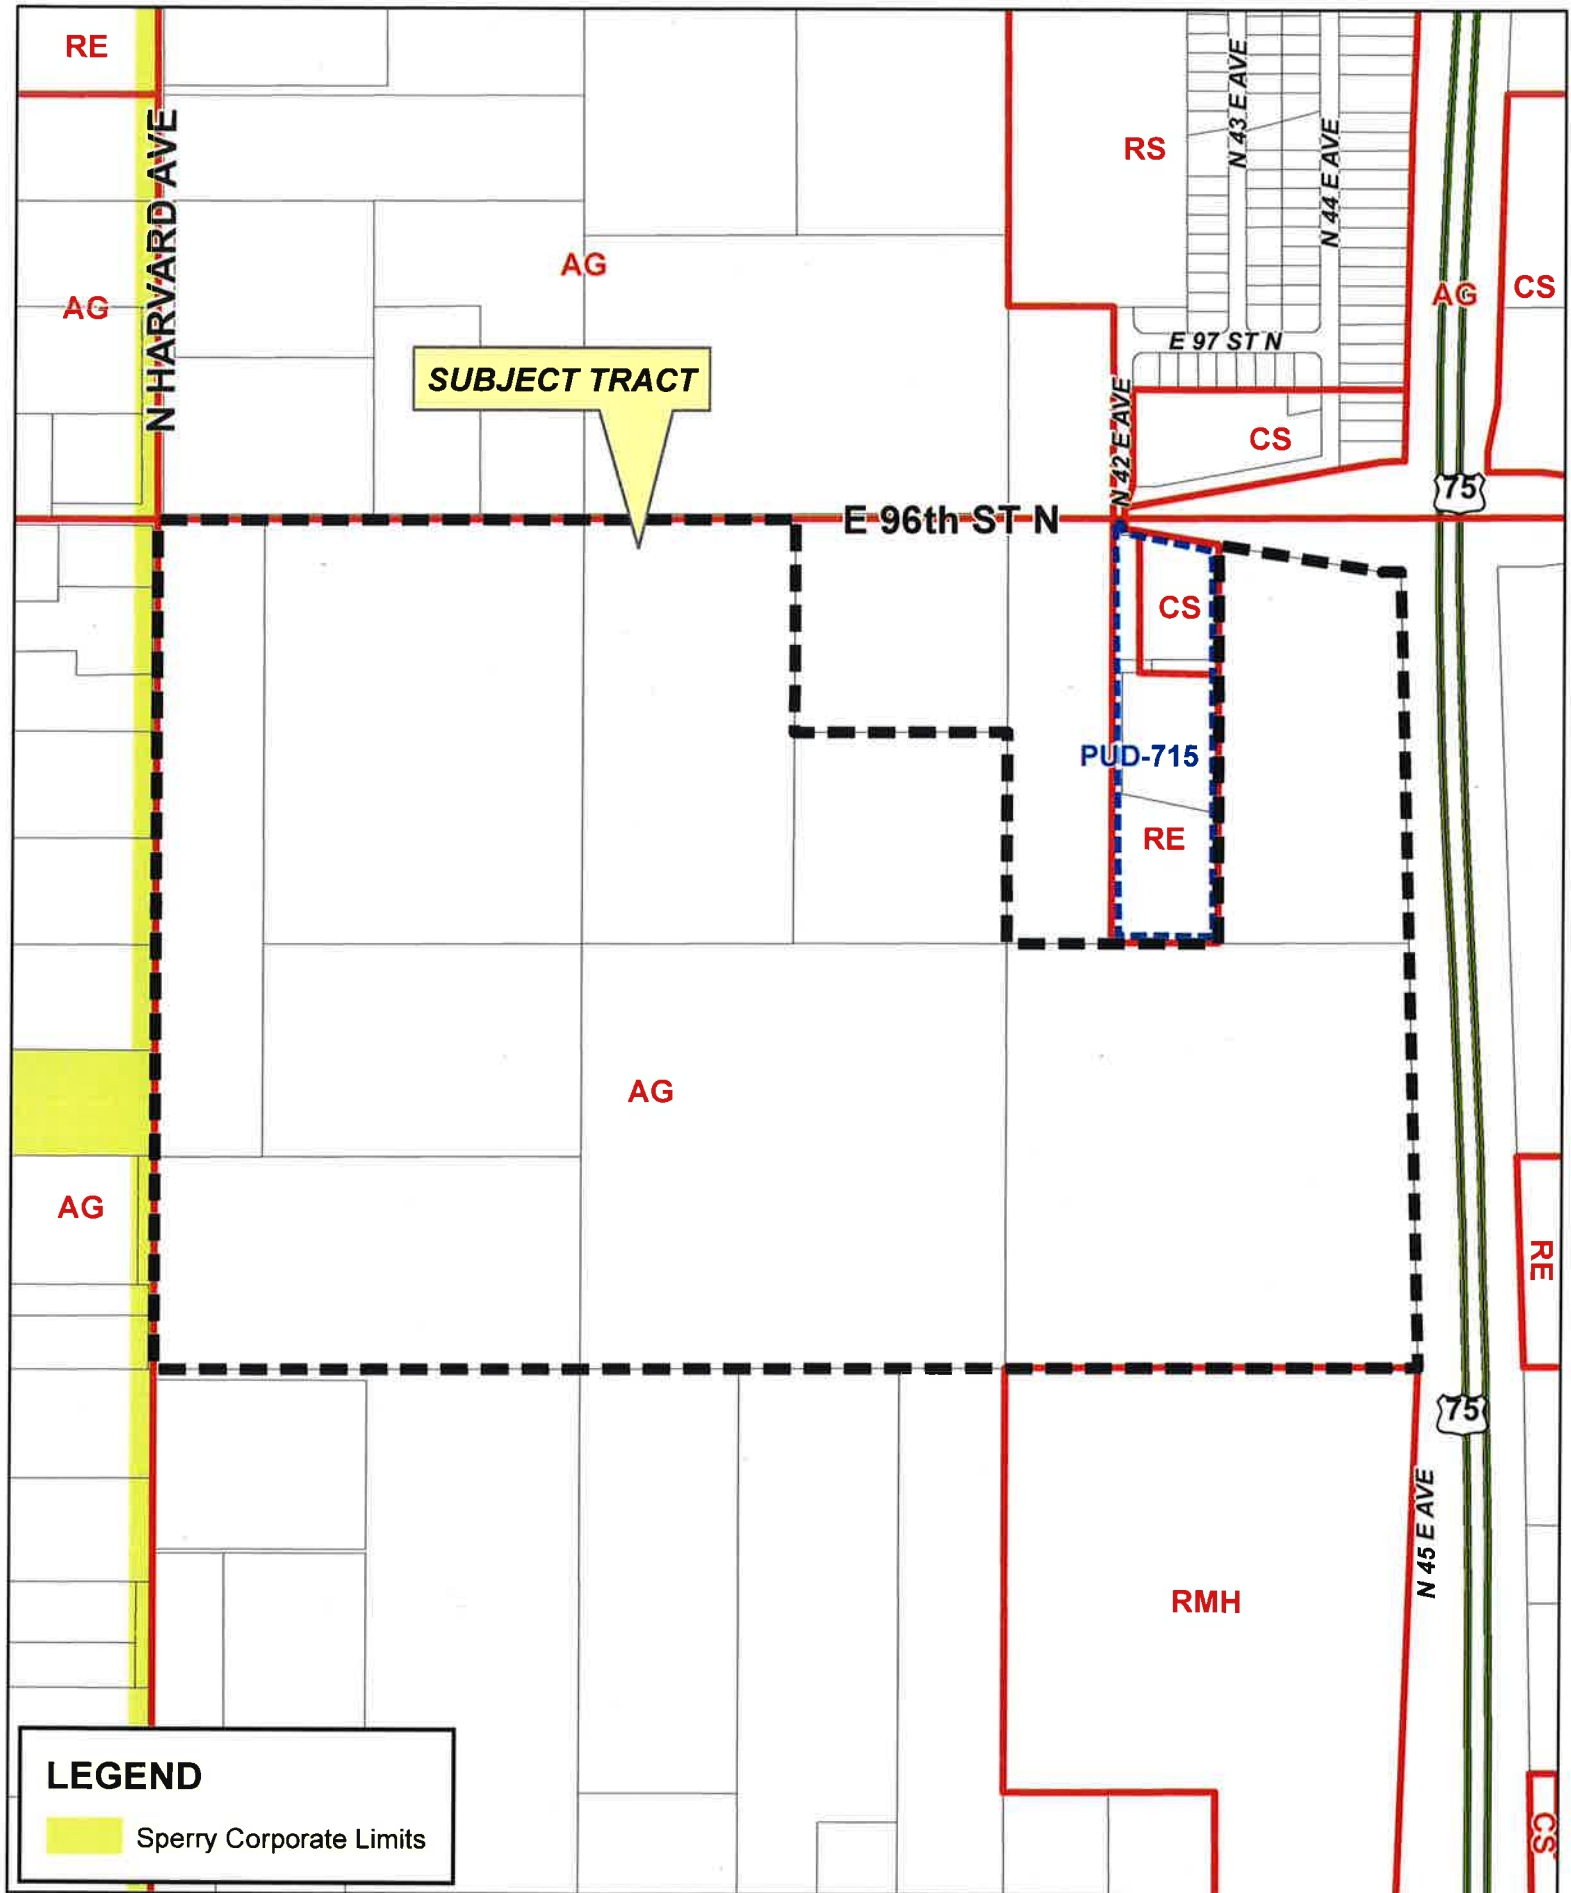 RE
N HARVARD AVE
AG
AG
RS
N 43 E AVE
N 44 E AVE
AG
CS
E 97 ST N
SUBJECT TRACT
N 42 E AVE
CS
75
E 96th ST N
CS
PUD-715
RE
AG
AG
RE
75
N 45 E AVE
RMH
CS
LEGEND
Sperry Corporate Limits